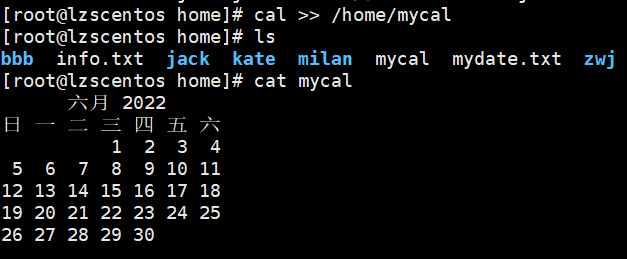 [root@lzscentos home]# cal >> /home/mycal
[root@lzscentos home]# ls
bbb  info.txt  jack  kate  milan  mycal  mydate.txt  zwj
[root@lzscentos home]# cat mycal
      六月 2022
日 一 二 三 四 五 六
          1  2  3  4
 5  6  7  8  9 10 11
12 13 14 15 16 17 18
19 20 21 22 23 24 25
26 27 28 29 30